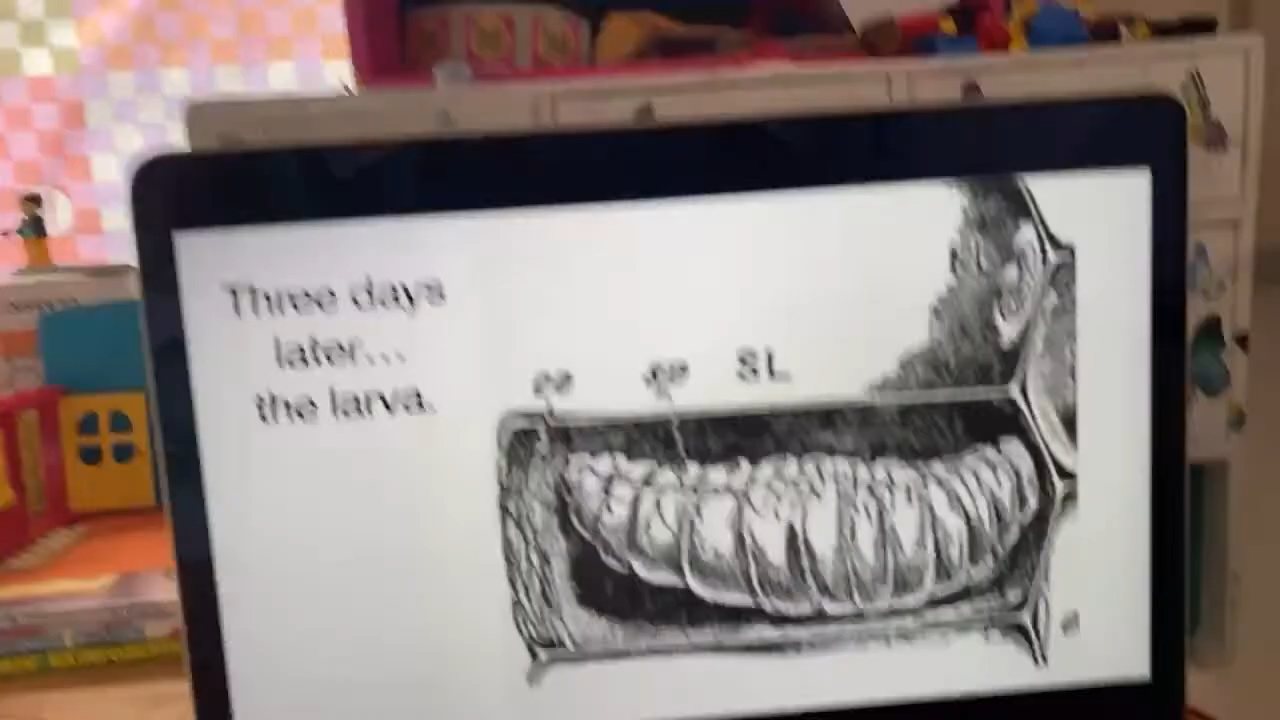 Three days
later...
the larva.
SL